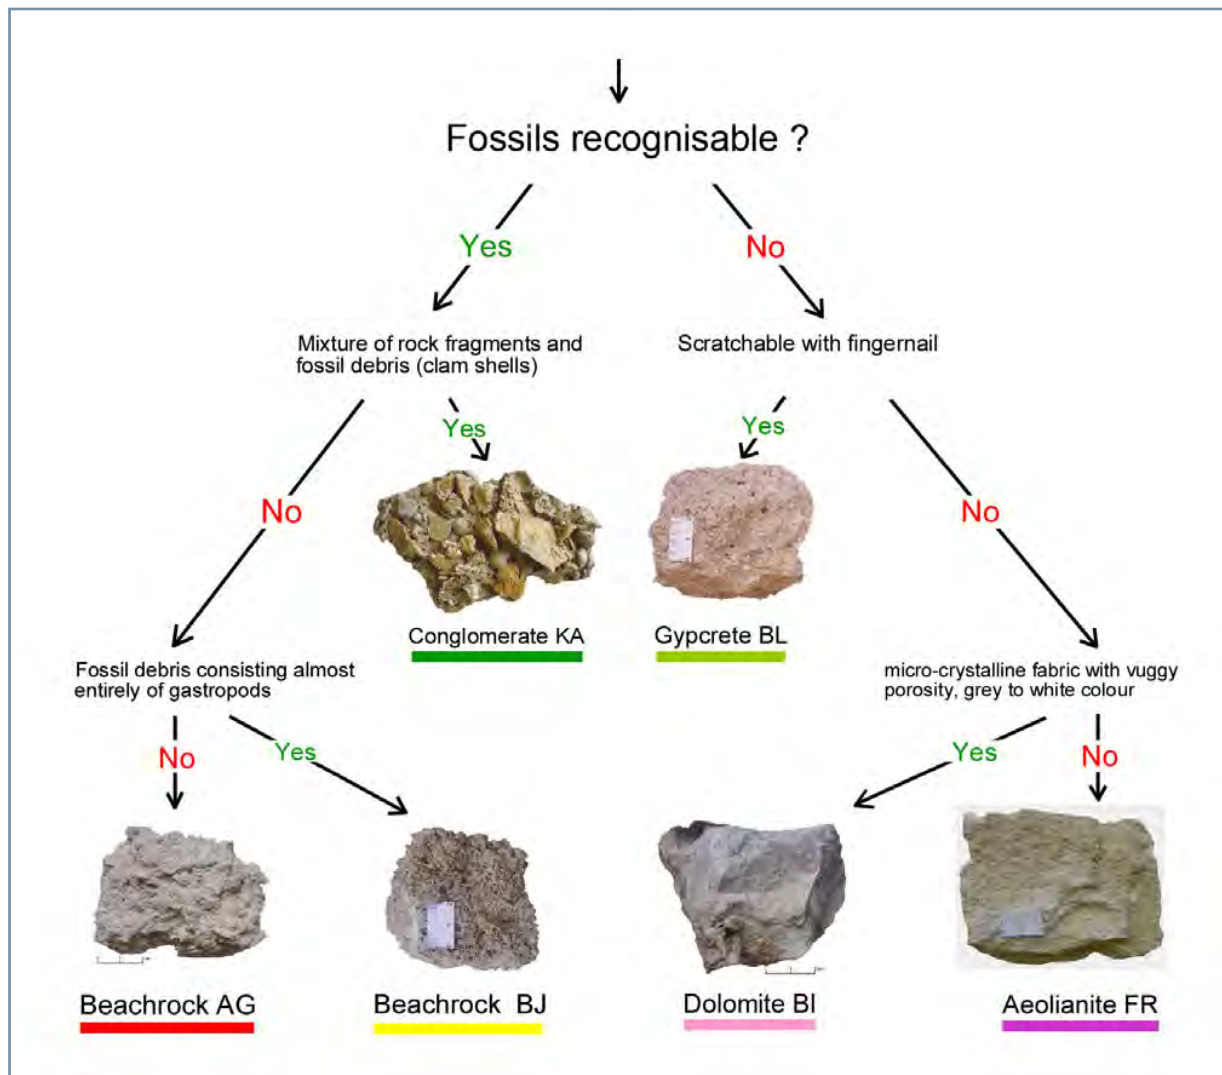 Fossils recognisable ?
Yes
No
Mixture of rock fragments and
fossil debris (clam shells)
Scratchable with fingernail
Yes
Yes
No
No
Conglomerate KA
Gypcrete BL
Fossil debris consisting almost
entirely of gastropods
micro-crystalline fabric with vuggy
porosity, grey to white colour
No
Yes
Yes
No
Beachrock AG
Beachrock BJ
Dolomite BI
Aeolianite FR